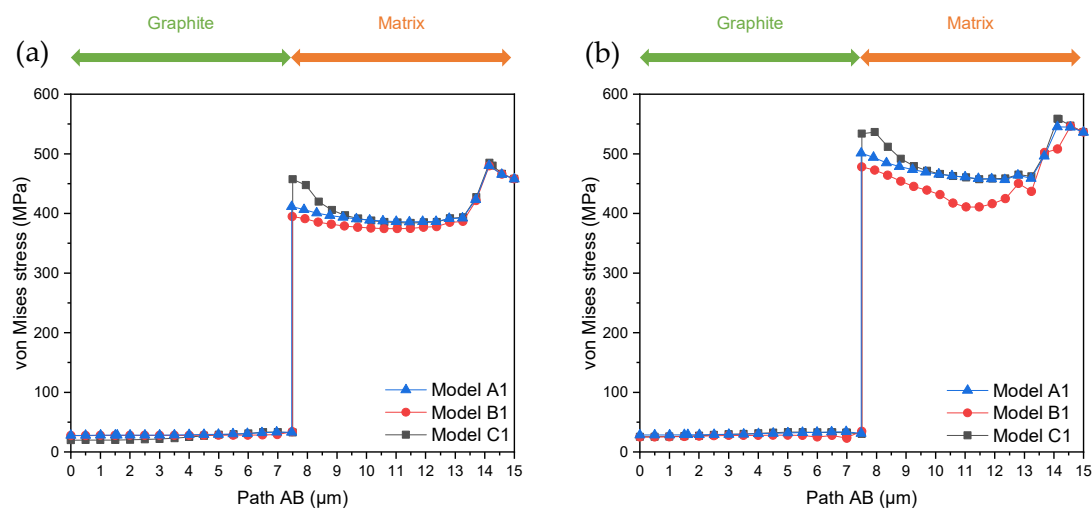 Graphite Matrix
(a)
600
500
400
300
200
100
0
von Mises stress (MPa)
Model A1
Model B1
Model C1
0 1 2 3 4 5 6 7 8 9 10 11 12 13 14 15
Path AB (μm)
Graphite Matrix
(b)
600
500
400
300
200
100
0
von Mises stress (MPa)
Model A1
Model B1
Model C1
0 1 2 3 4 5 6 7 8 9 10 11 12 13 14 15
Path AB (μm)